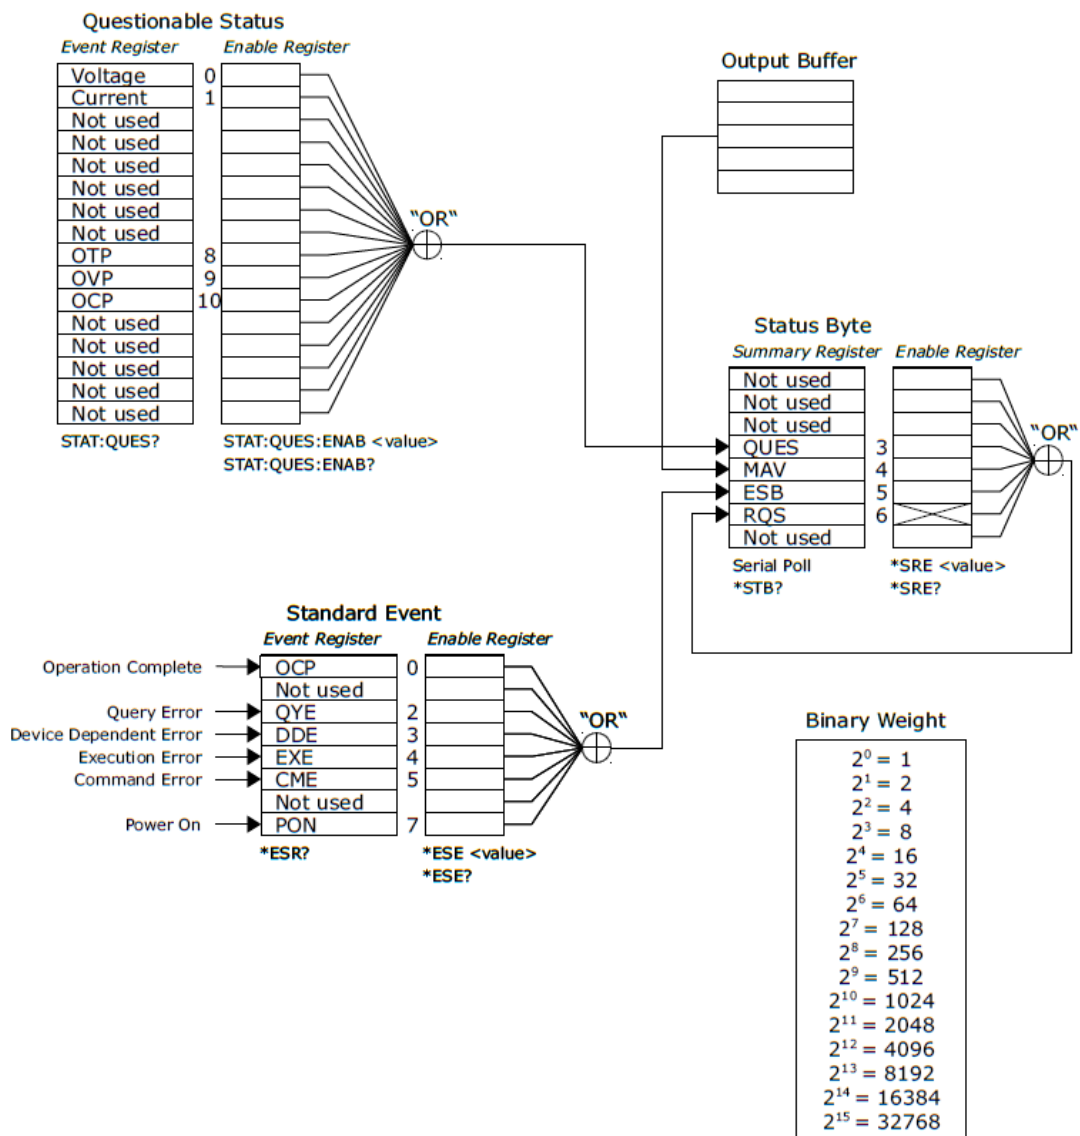 Questionable Status
Event Register Enable Register
Voltage 0
Current 1
Not used
Not used
Not used
Not used
Not used
Not used
OTP 8
OVP 9
OCP 10
Not used
Not used
Not used
Not used
Not used
STAT:QUES? STAT:QUES:ENAB <value>
STAT:QUES:ENAB?
"OR"
Output Buffer
Status Byte
Summary Register Enable Register
Not used
Not used
Not used
QUES 3
MAV 4
ESB 5
RQS 6
Not used
"OR"
Serial Poll *SRE <value>
*STB? *SRE?
Standard Event
Event Register Enable Register
Operation Complete OCP 0
Not used
Query Error QYE 2
Device Dependent Error DDE 3
Execution Error EXE 4
Command Error CME 5
Not used
Power On PON 7
*ESR? *ESE <value>
*ESE?
"OR"
Binary Weight
2⁰ = 1
2¹ = 2
2² = 4
2³ = 8
2⁴ = 16
2⁵ = 32
2⁶ = 64
2⁷ = 128
2⁸ = 256
2⁹ = 512
2¹⁰ = 1024
2¹¹ = 2048
2¹² = 4096
2¹³ = 8192
2¹⁴ = 16384
2¹⁵ = 32768